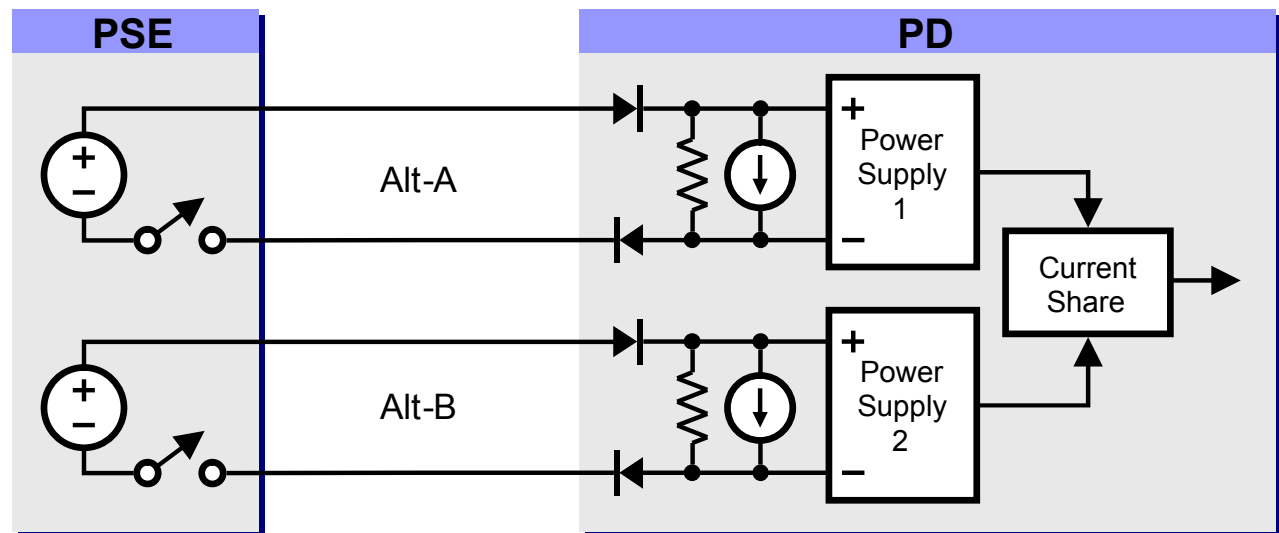 PSE
PD
+
−
Alt-A
+
−
Power
Supply
1
Current
Share
+
−
Alt-B
+
−
Power
Supply
2